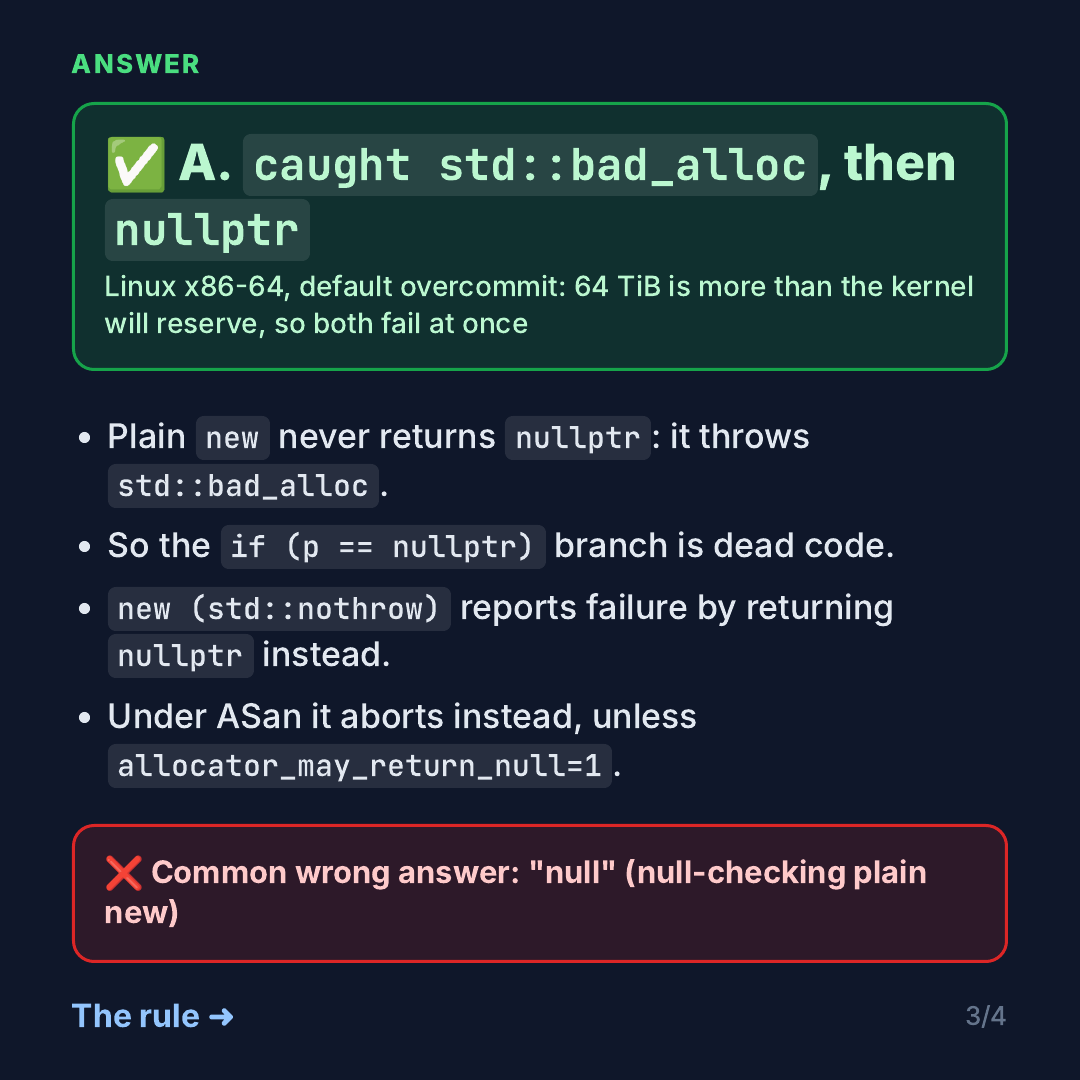 ANSWER
✅ A. caught std::bad_alloc, then
nullptr
Linux x86-64, default overcommit: 64 TiB is more than the kernel
will reserve, so both fail at once
• Plain new never returns nullptr: it throws
std::bad_alloc.
• So the if (p == nullptr) branch is dead code.
• new (std::nothrow) reports failure by returning
nullptr instead.
• Under ASan it aborts instead, unless
allocator_may_return_null=1.
❌ Common wrong answer: "null" (null-checking plain
new)
The rule ➜
3/4